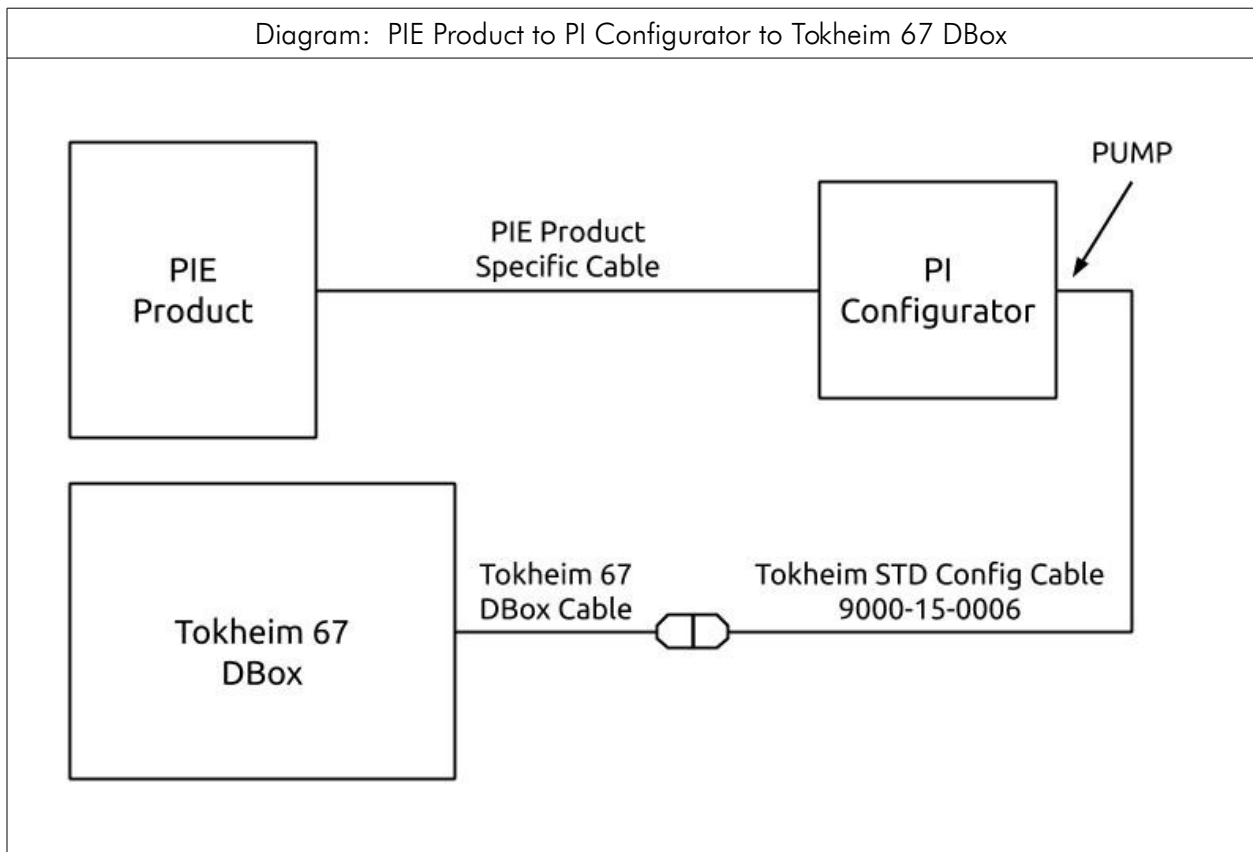 Diagram: PIE Product to PI Configurator to Tokheim 67 DBox
PUMP
PIE Product
Specific Cable
PIE
Product
PI
Configurator
Tokheim 67
DBox Cable
Tokheim STD Config Cable
9000-15-0006
Tokheim 67
DBox